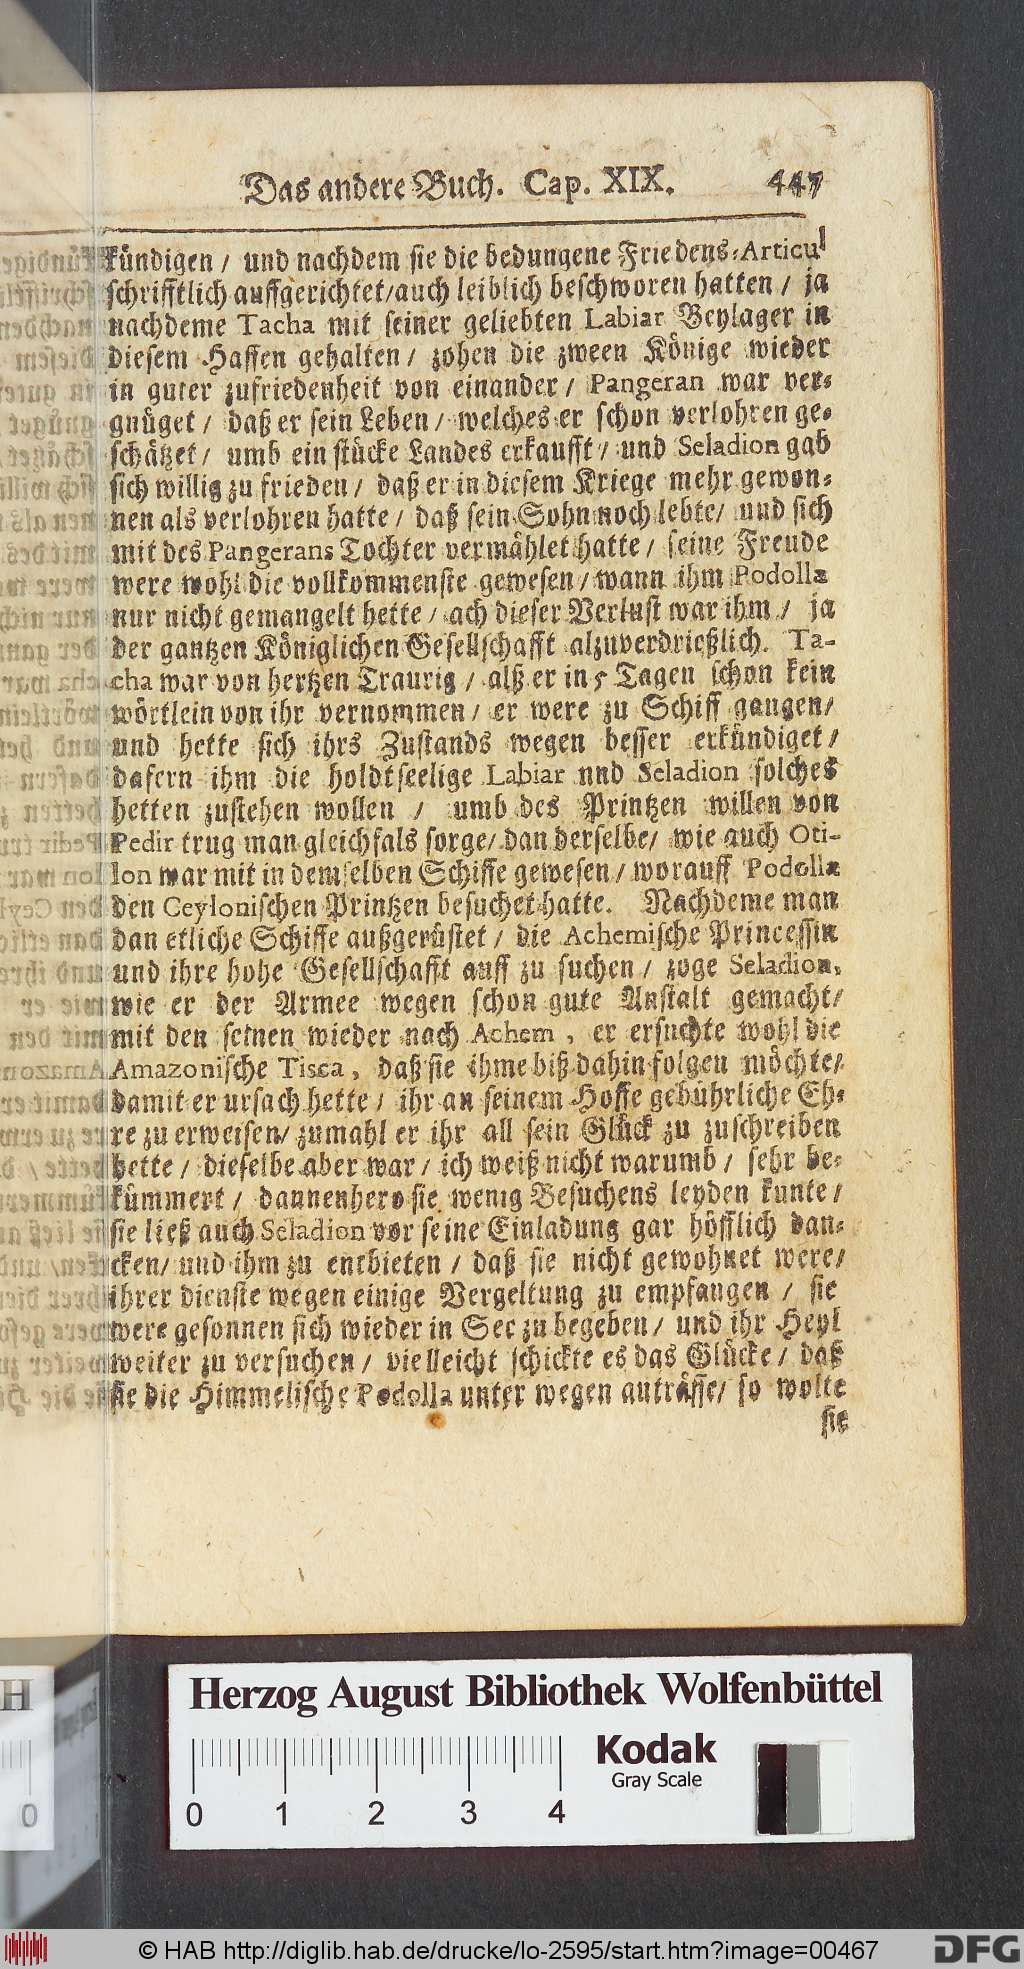 Das andere Buch. Cap. XIX. 447
kündigen / und nachdem sie die bedungene Friedens-Articul
schrifftlich auffgerichtet/auch leiblich beschworen hatten / ja
nachdeme Tacha mit seiner geliebten Labiar Beylager in
diesem Haffen gehalten / zohen die zween Könige wieder
in guter zufriedenheit von einander / Pangeran war ver-
gnüget / daß er sein Leben / welches er schon verlohren ge-
schätzet / umb ein stücke Landes erkaufft / und Seladion gab
sich willig zu frieden / daß er in diesem Kriege mehr gewon-
nen als verlohren hatte / daß sein Sohn noch lebte/ und sich
mit des Pangerans Tochter vermählet hatte / seine Freude
were wohl die vollkommenste gewesen / wann ihm Podolla
nur nicht gemangelt hette / ach dieser Verlust war ihm / ja
der gantzen Königlichen Gesellschafft alzuverdrießlich. Ta-
cha war von hertzen Traurig / alß er in 5 Tagen schon kein
wörtlein von ihr vernommen / er were zu Schiff gangen/
und hette sich ihrs Zustands wegen besser erkündiget /
dafern ihm die holdtseelige Labiar nnd Seladion solches
hetten zustehen wollen / umb des Printzen willen von
Pedir trug man gleichfals sorge/ dan derselbe/ wie auch Oti-
lon war mit in demselben Schiffe gewesen / worauff Podolla
den Ceylonischen Printzen besuchet hatte. Nachdeme man
dan etliche Schiffe außgerüstet / die Achemische Princessin
und ihre hohe Gesellschafft auff zu suchen / zoge Seladion,
wie er der Armee wegen schon gute Anstalt gemacht/
mit den seinen wieder nach Achem, er ersuchte wohl die
Amazonische Tisca, daß sie ihme biß dahin folgen möchte/
damit er ursach hette / ihr an seinem Hoffe gebührliche Eh-
re zu erweisen/ zumahl er ihr all sein Glück zu zuschreiben
hette / dieselbe aber war / ich weiß nicht warumb / sehr be-
kümmert / dannenhero sie wenig Besuchens leyden kunte /
sie ließ auch Seladion vor seine Einladung gar höfflich dan-
cken/ und ihm zu entbieten / daß sie nicht gewohnet were/
ihrer dienste wegen einige Vergeltung zu empfangen / sie
were gesonnen sich wieder in See zu begeben / und ihr Heyl
weiter zu versuchen / vielleicht schickte es das Glücke / daß
sie die Himmelische Podolla unter wegen anträffe/ so wolte
sie
Herzog August Bibliothek Wolfenbüttel
Kodak
Gray Scale
0 1 2 3 4
© HAB http://diglib.hab.de/drucke/lo-2595/start.htm?image=00467
DFG